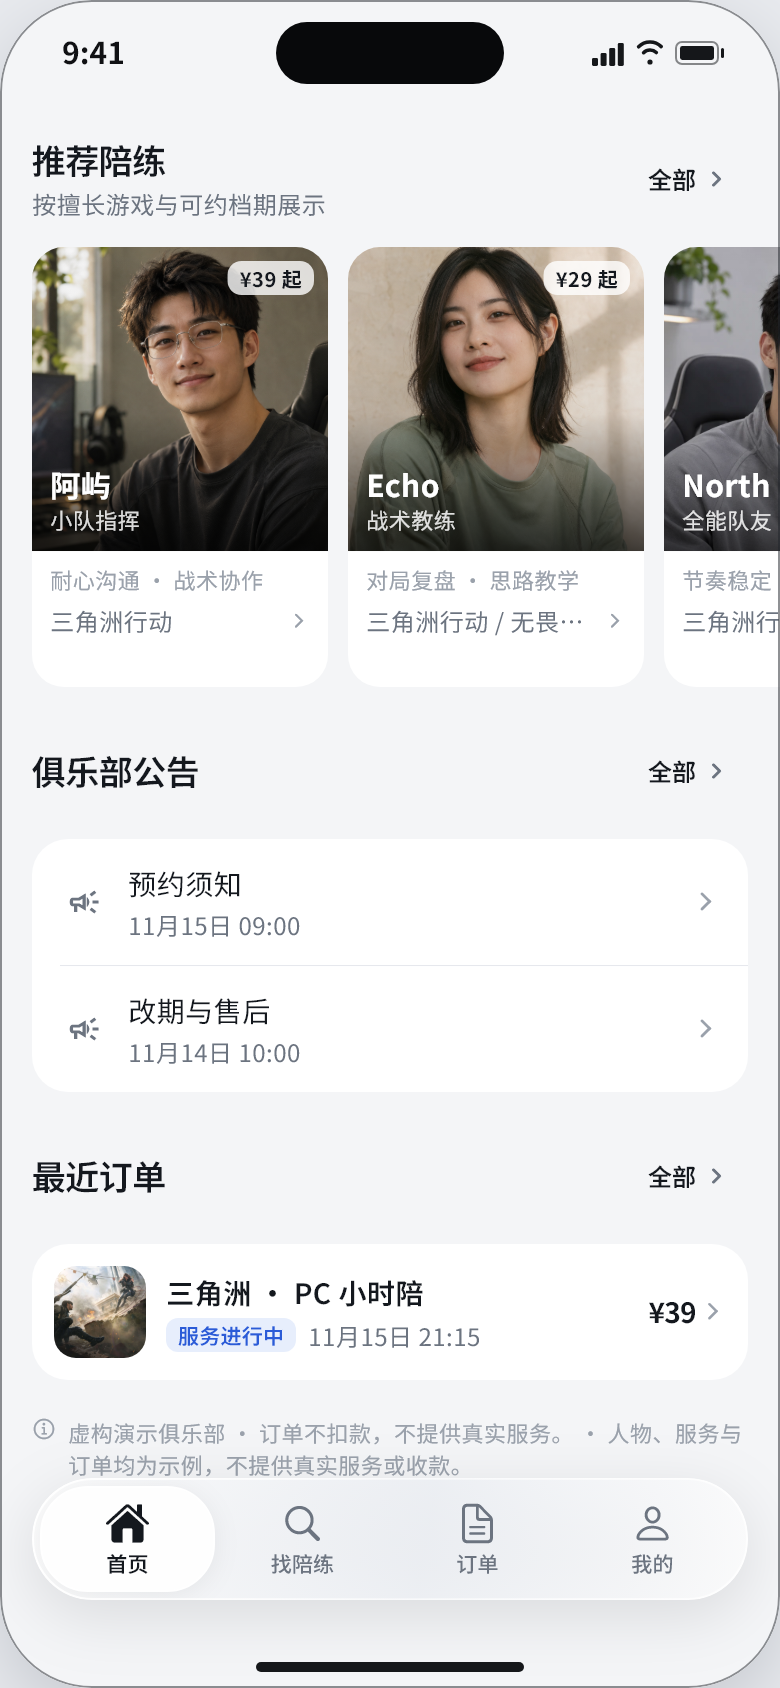 9:41
推荐陪练
全部
按擅长游戏与可约档期展示
¥39 起
¥29 起
阿屿
小队指挥
Echo
战术教练
North
全能队友
耐心沟通 · 战术协作
三角洲行动
对局复盘 · 思路教学
三角洲行动 / 无畏…
节奏稳定
三角洲行
俱乐部公告
全部
预约须知
11月15日 09:00
改期与售后
11月14日 10:00
最近订单
全部
三角洲 · PC 小时陪
服务进行中 11月15日 21:15
¥39
虚构演示俱乐部 · 订单不扣款，不提供真实服务。 · 人物、服务与
订单均为示例，不提供真实服务或收款。
首页
找陪练
订单
我的